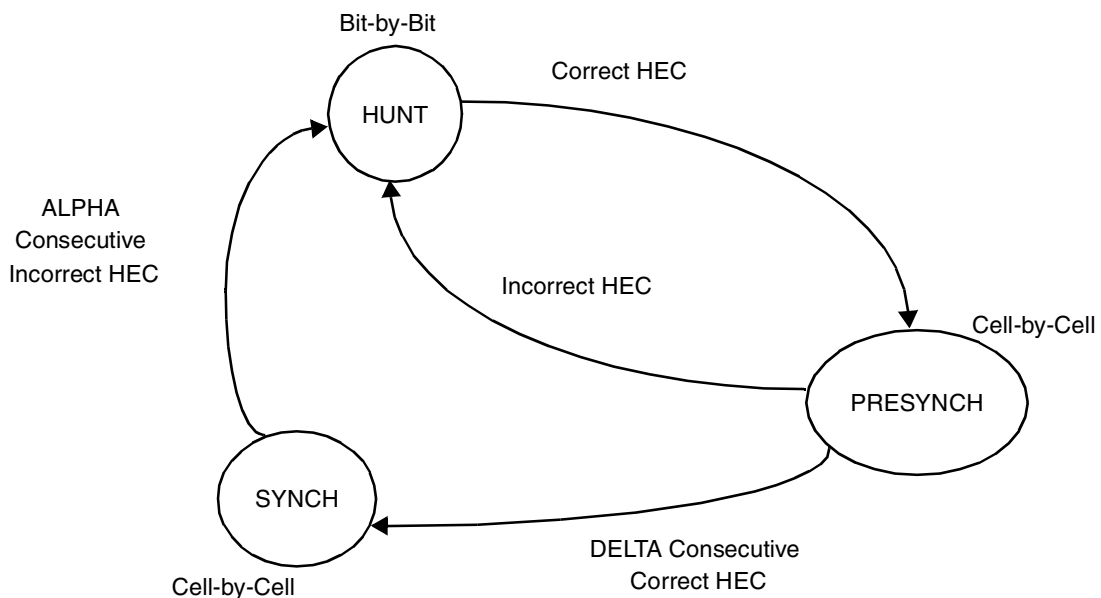 Bit-by-Bit
HUNT
Correct HEC
ALPHA
Consecutive
Incorrect HEC
Incorrect HEC
Cell-by-Cell
PRESYNCH
SYNCH
Cell-by-Cell
DELTA Consecutive
Correct HEC